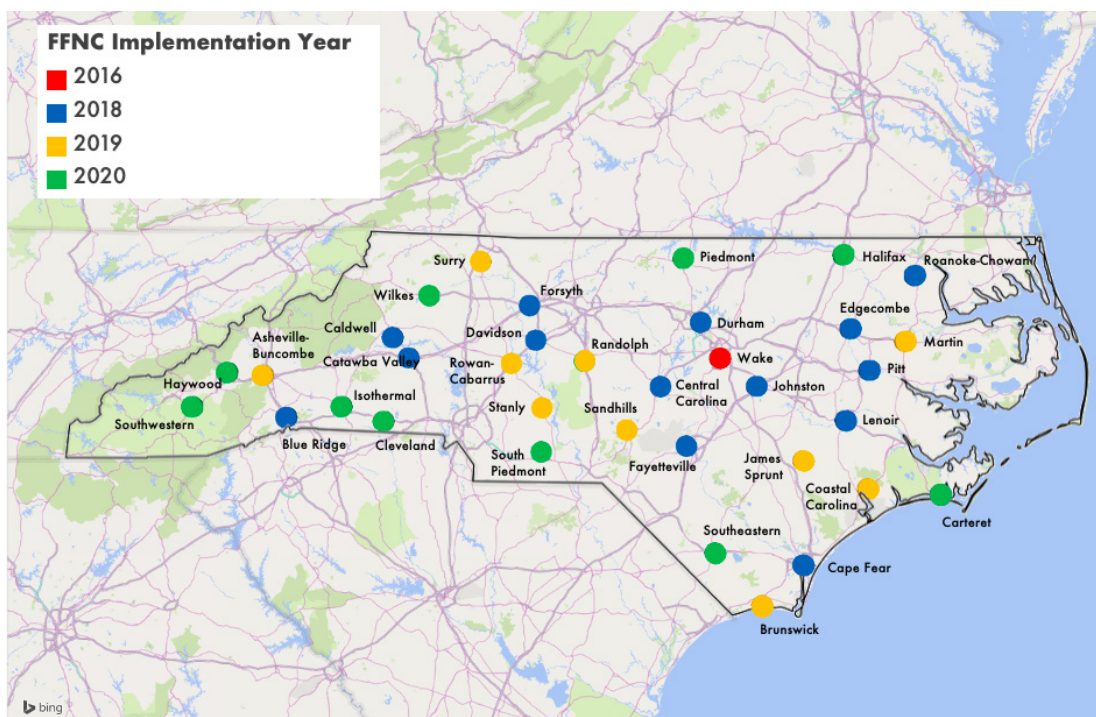 FFNC Implementation Year
2016
2018
2019
2020
Surry
Piedmont
Halifax
Roanoke-Chowan
Wilkes
Forsyth
Edgecombe
Caldwell
Davidson
Durham
Asheville-
Buncombe
Catawba Valley
Rowan-
Cabarrus
Randolph
Wake
Martin
Haywood
Pitt
Southwestern
Isothermal
Stanly
Sandhills
Central
Carolina
Johnston
Blue Ridge
Cleveland
South
Piedmont
Fayetteville
Lenoir
James
Sprunt
Coastal
Carolina
Carteret
Southeastern
Cape Fear
Brunswick
bing